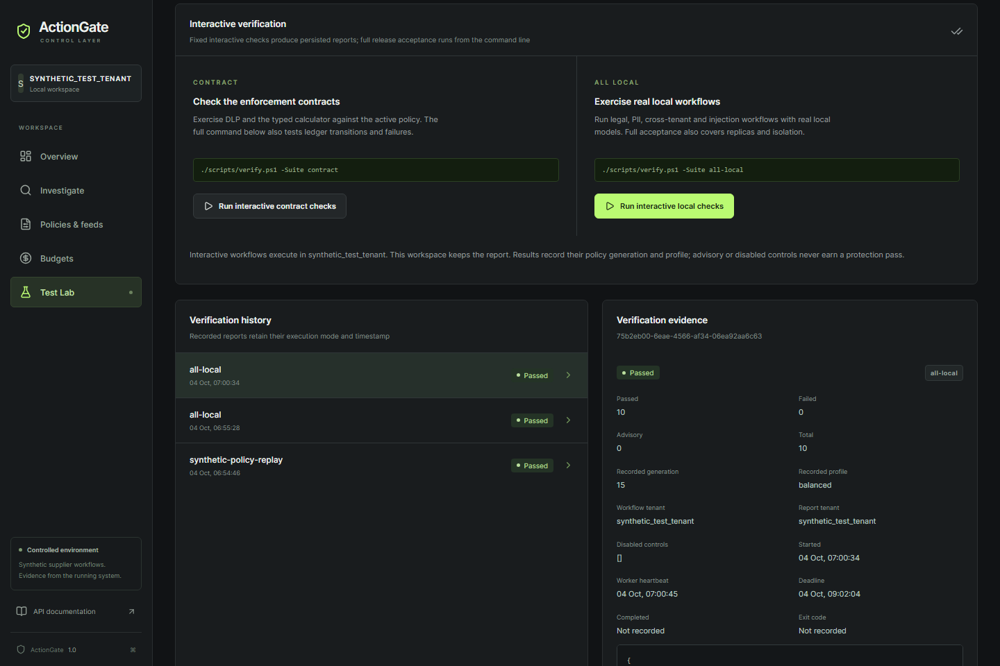 ActionGate
CONTROL LAYER
S
SYNTHETIC_TEST_TENANT
Local workspace
WORKSPACE
Overview
Investigate
Policies & feeds
Budgets
Test Lab
Controlled environment
Synthetic supplier workflows.
Evidence from the running system.
API documentation
ActionGate 1.0
⌘
Interactive verification
Fixed interactive checks produce persisted reports; full release acceptance runs from the command line
CONTRACT
Check the enforcement contracts
Exercise DLP and the typed calculator against the active policy. The
full command below also tests ledger transitions and failures.
./scripts/verify.ps1 -Suite contract
Run interactive contract checks
ALL LOCAL
Exercise real local workflows
Run legal, PII, cross-tenant and injection workflows with real local
models. Full acceptance also covers replicas and isolation.
./scripts/verify.ps1 -Suite all-local
Run interactive local checks
Interactive workflows execute in synthetic_test_tenant. This workspace keeps the report. Results record their policy generation and profile; advisory or disabled controls never earn a protection pass.
Verification history
Recorded reports retain their execution mode and timestamp
all-local
04 Oct, 07:00:34
Passed
all-local
04 Oct, 06:55:28
Passed
synthetic-policy-replay
04 Oct, 06:54:46
Passed
Verification evidence
75b2eb00-6eae-4566-af34-06ea92aa6c63
Passed
all-local
Passed
10
Failed
0
Advisory
0
Total
10
Recorded generation
15
Recorded profile
balanced
Workflow tenant
synthetic_test_tenant
Report tenant
synthetic_test_tenant
Disabled controls
[]
Started
04 Oct, 07:00:34
Worker heartbeat
04 Oct, 07:00:45
Deadline
04 Oct, 09:02:04
Completed
Not recorded
Exit code
Not recorded
{